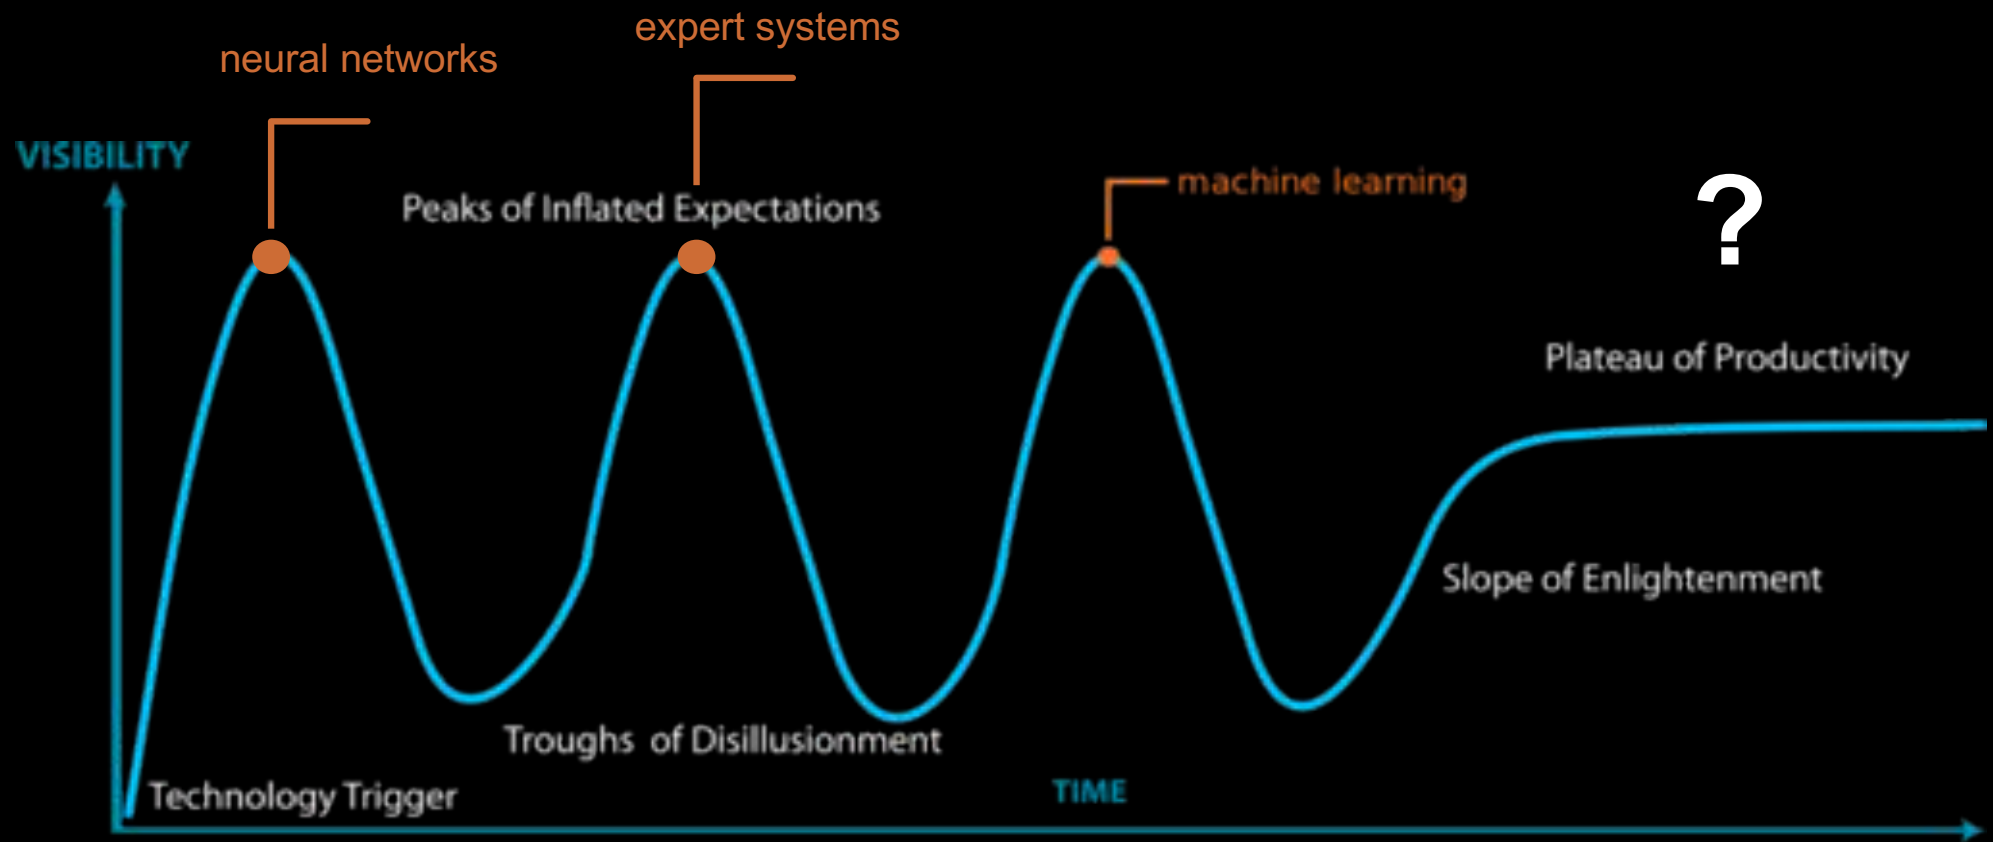 expert systems
neural networks
VISIBILITY
machine learning
Peaks of Inflated Expectations
?
Plateau of Productivity
Slope of Enlightenment
Troughs of Disillusionment
Technology Trigger
TIME